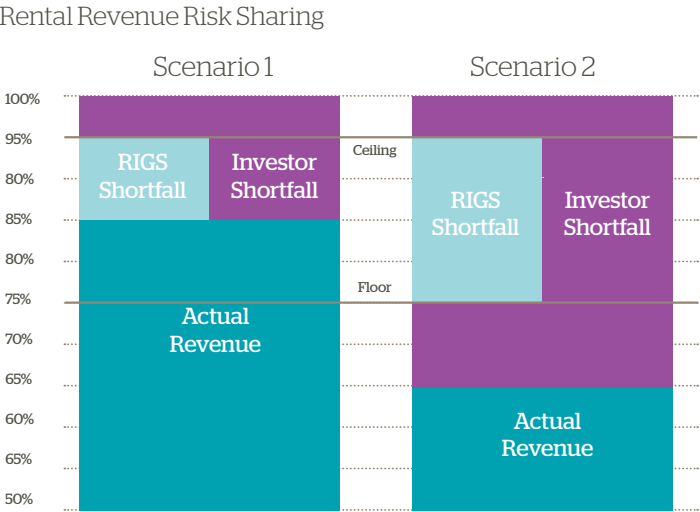 Rental Revenue Risk Sharing
Scenario 1
Scenario 2
100%
95%
80%
85%
80%
75%
70%
65%
60%
65%
50%
Ceiling
Floor
RIGS
Shortfall
Investor
Shortfall
Actual
Revenue
RIGS
Shortfall
Investor
Shortfall
Actual
Revenue